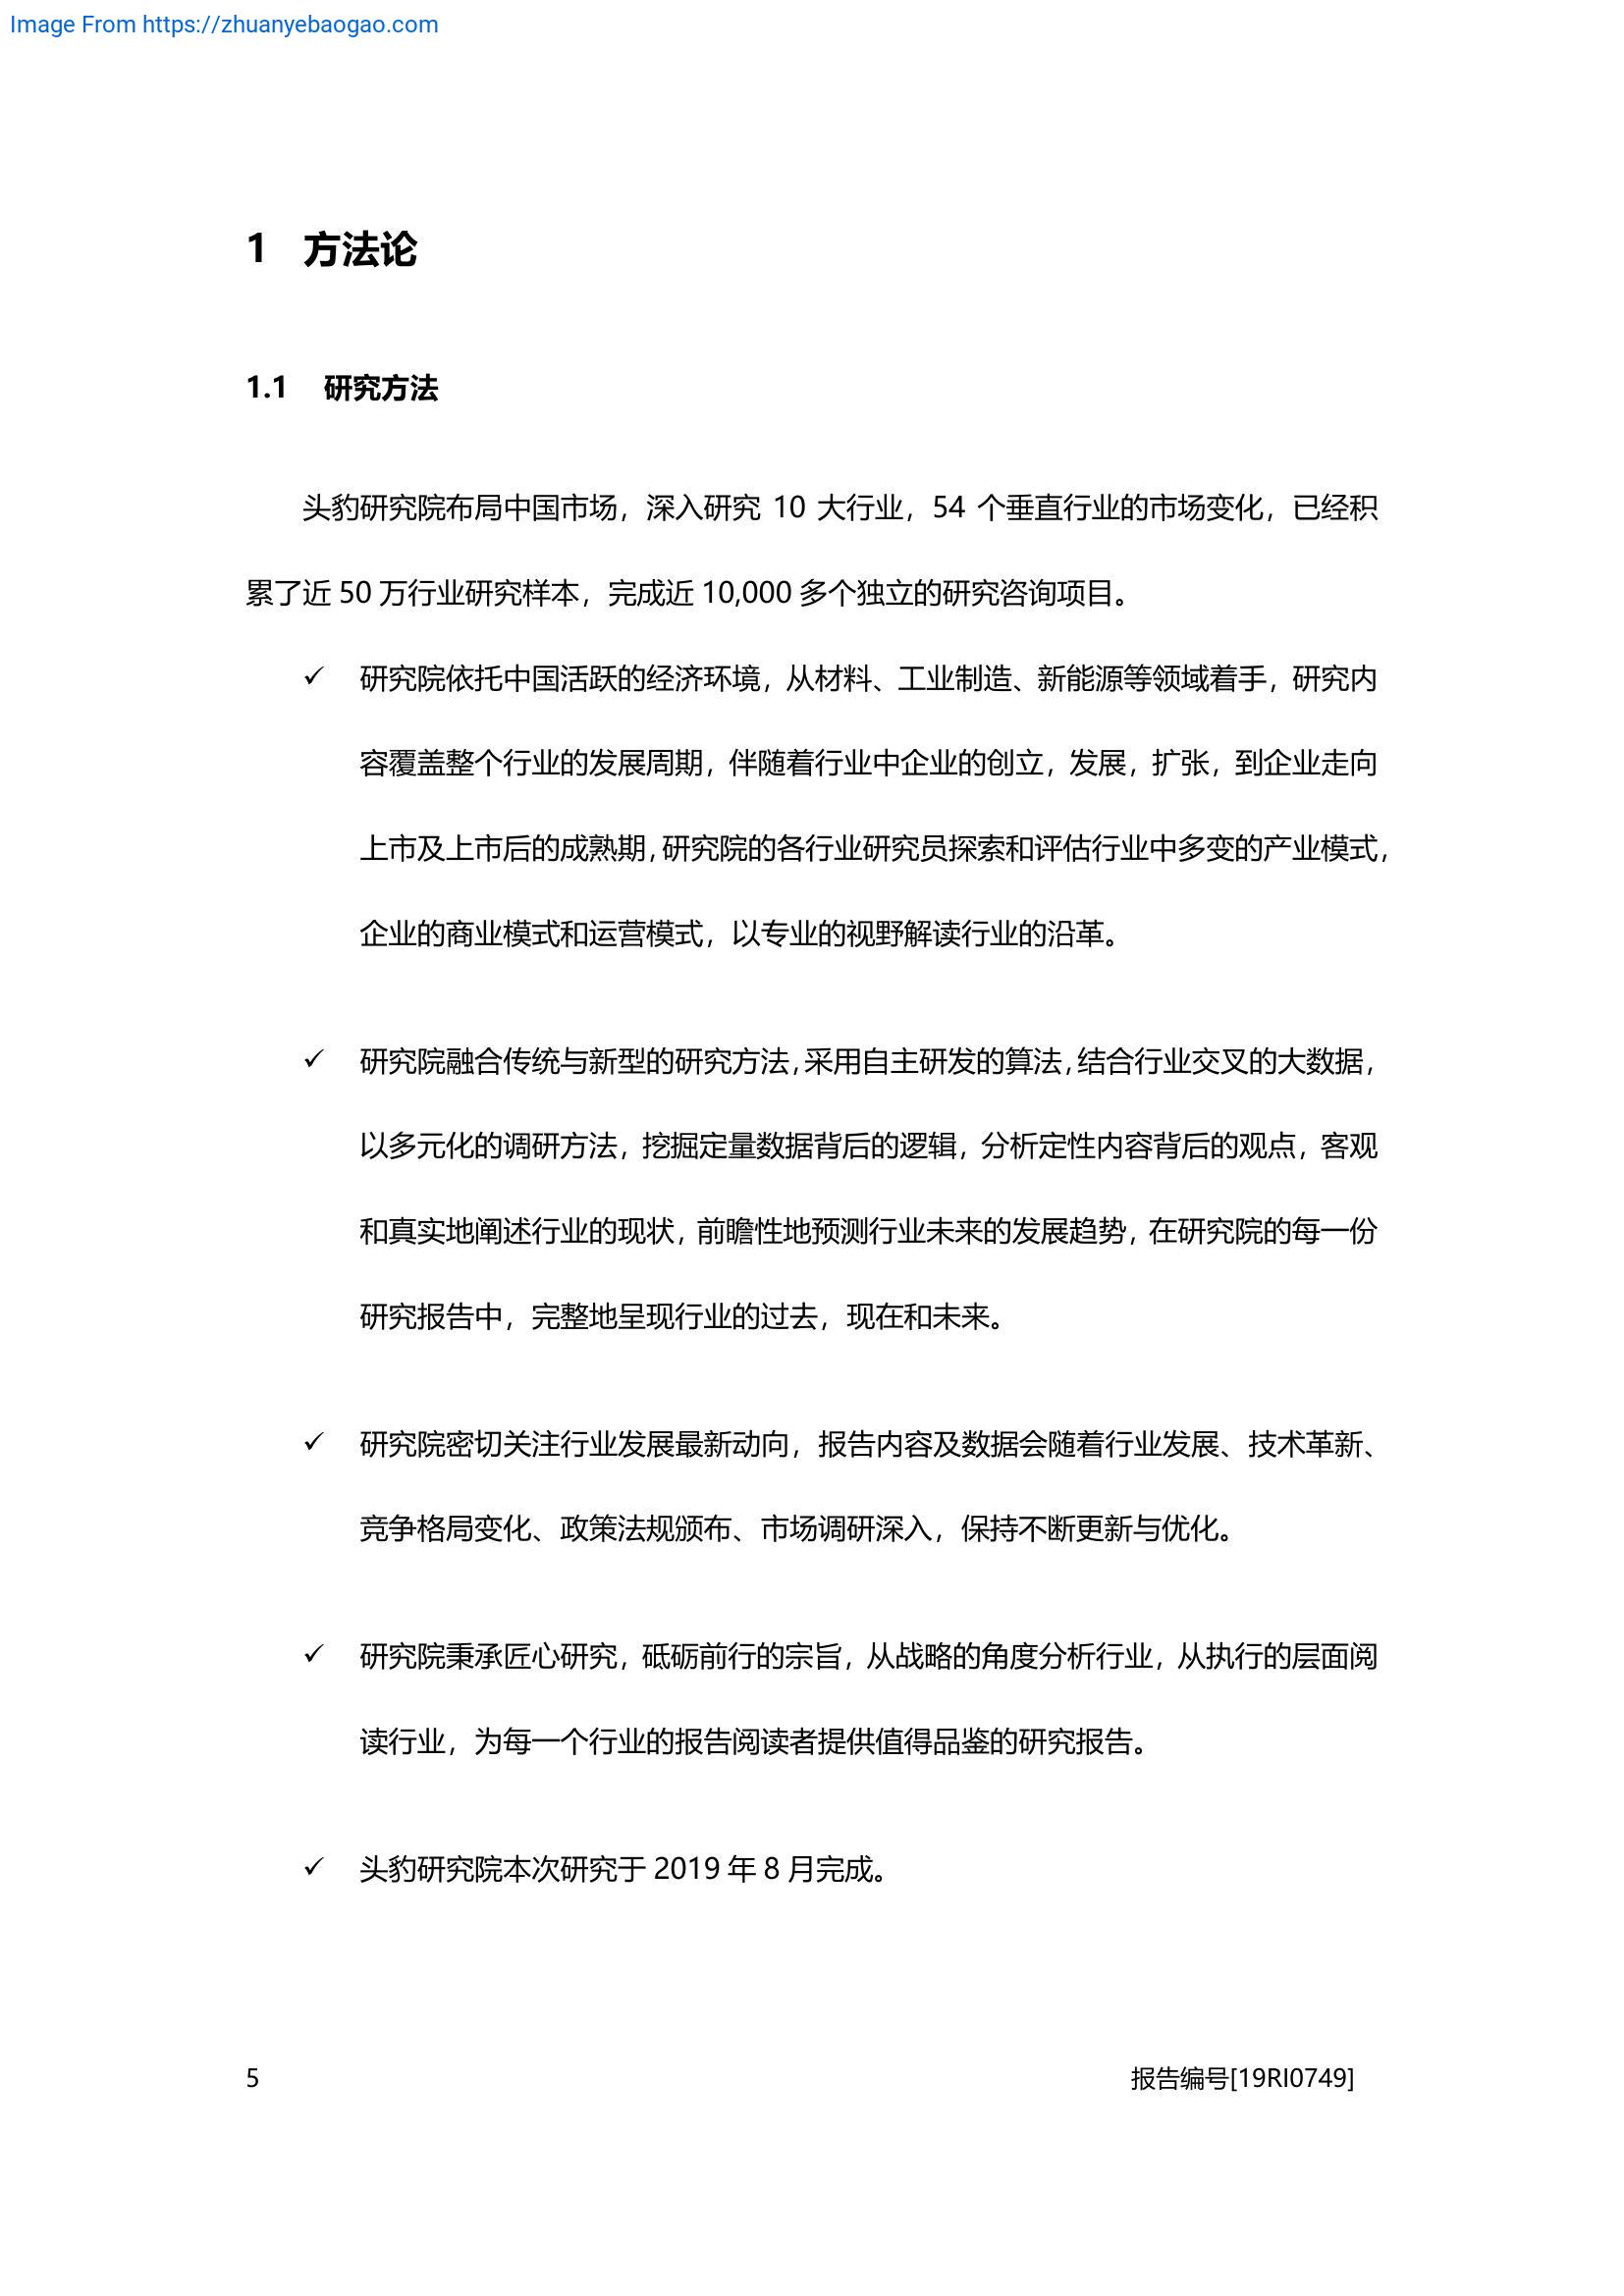 Image From https://zhuanyebaogao.com
1 方法论
1.1 研究方法
头豹研究院布局中国市场，深入研究 10 大行业，54 个垂直行业的市场变化，已经积
累了近 50 万行业研究样本，完成近 10,000 多个独立的研究咨询项目。
✓ 研究院依托中国活跃的经济环境，从材料、工业制造、新能源等领域着手，研究内
容覆盖整个行业的发展周期，伴随着行业中企业的创立，发展，扩张，到企业走向
上市及上市后的成熟期，研究院的各行业研究员探索和评估行业中多变的产业模式，
企业的商业模式和运营模式，以专业的视野解读行业的沿革。
✓ 研究院融合传统与新型的研究方法，采用自主研发的算法，结合行业交叉的大数据，
以多元化的调研方法，挖掘定量数据背后的逻辑，分析定性内容背后的观点，客观
和真实地阐述行业的现状，前瞻性地预测行业未来的发展趋势，在研究院的每一份
研究报告中，完整地呈现行业的过去，现在和未来。
✓ 研究院密切关注行业发展最新动向，报告内容及数据会随着行业发展、技术革新、
竞争格局变化、政策法规颁布、市场调研深入，保持不断更新与优化。
✓ 研究院秉承匠心研究，砥砺前行的宗旨，从战略的角度分析行业，从执行的层面阅
读行业，为每一个行业的报告阅读者提供值得品鉴的研究报告。
✓ 头豹研究院本次研究于 2019 年 8 月完成。
5 报告编号[19RI0749]